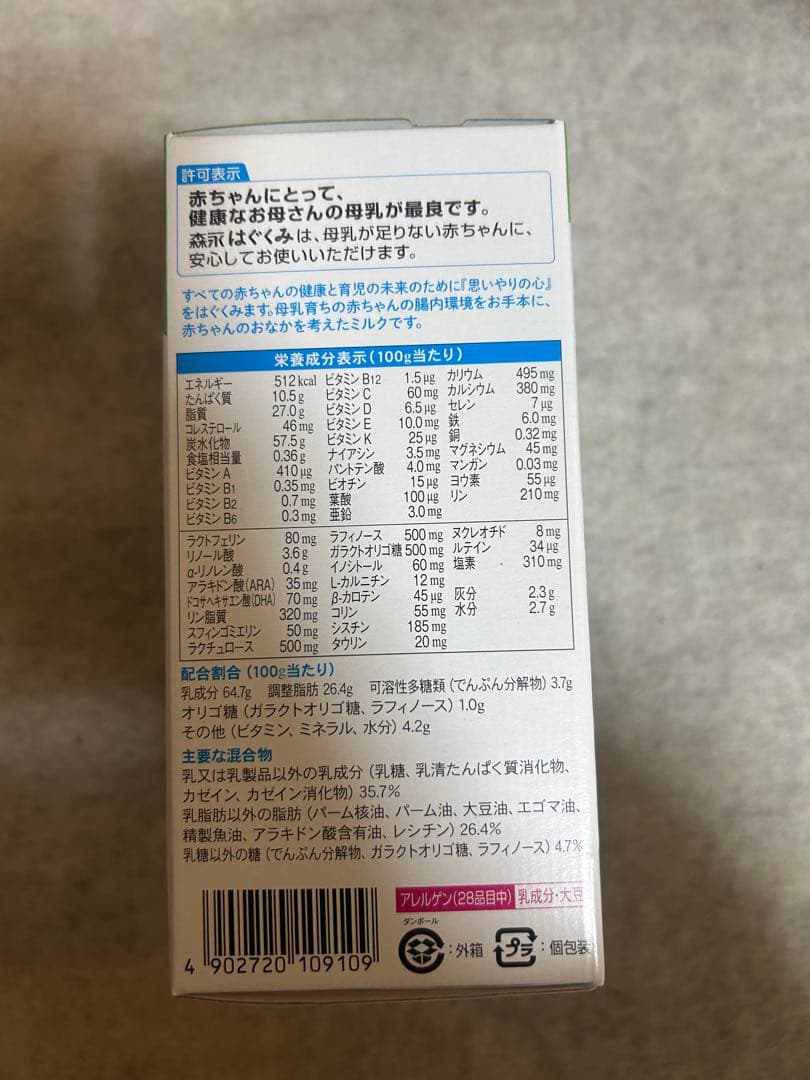 許可表示
赤ちゃんにとって、
健康なお母さんの母乳が最良です。
森永はぐくみは、母乳が足りない赤ちゃんに、
安心してお使いいただけます。
すべての赤ちゃんの健康と育児の未来のために『思いやりの心』
をはぐくみます。母乳育ちの赤ちゃんの腸内環境をお手本に、
赤ちゃんのおなかを考えたミルクです。
栄養成分表示（100g当たり）
エネルギー 512kcal ビタミンB12 1.5μg カリウム 495mg
たんぱく質 10.5g ビタミンC 60mg カルシウム 380mg
脂質 27.0g ビタミンD 6.5μg セレン 7μg
コレステロール 46mg ビタミンE 10.0mg 鉄 6.0mg
炭水化物 57.5g ビタミンK 25μg 銅 0.32mg
食塩相当量 0.36g ナイアシン 3.5mg マグネシウム 45mg
ビタミンA 410μg パントテン酸 4.0mg マンガン 0.03mg
ビタミンB1 0.35mg ビオチン 15μg ヨウ素 55μg
ビタミンB2 0.7mg 葉酸 100μg リン 210mg
ビタミンB6 0.3mg 亜鉛 3.0mg
ラクトフェリン 80mg ラフィノース 500mg ヌクレオチド 8mg
リノール酸 3.6g ガラクトオリゴ糖 500mg ルテイン 34μg
α-リノレン酸 0.4g イノシトール 60mg 塩素 310mg
アラキドン酸（ARA） 35mg L-カルニチン 12mg
ドコサヘキサエン酸（DHA） 70mg β-カロテン 45μg 灰分 2.3g
リン脂質 320mg コリン 55mg 水分 2.7g
スフィンゴミエリン 50mg シスチン 185mg
ラクチュロース 500mg タウリン 20mg
配合割合（100g当たり）
乳成分 64.7g 調整脂肪 26.4g 可溶性多糖類（でんぷん分解物）3.7g
オリゴ糖（ガラクトオリゴ糖、ラフィノース）1.0g
その他（ビタミン、ミネラル、水分）4.2g
主要な混合物
乳又は乳製品以外の乳成分（乳糖、乳清たんぱく質消化物、
カゼイン、カゼイン消化物）35.7%
乳脂肪以外の脂肪（パーム核油、パーム油、大豆油、エゴマ油、
精製魚油、アラキドン酸含有油、レシチン）26.4%
乳糖以外の糖（でんぷん分解物、ガラクトオリゴ糖、ラフィノース）4.7%
アレルゲン（28品目中） 乳成分・大豆
ダンボール
：外箱 プラ ：個包装
4 902720 109109